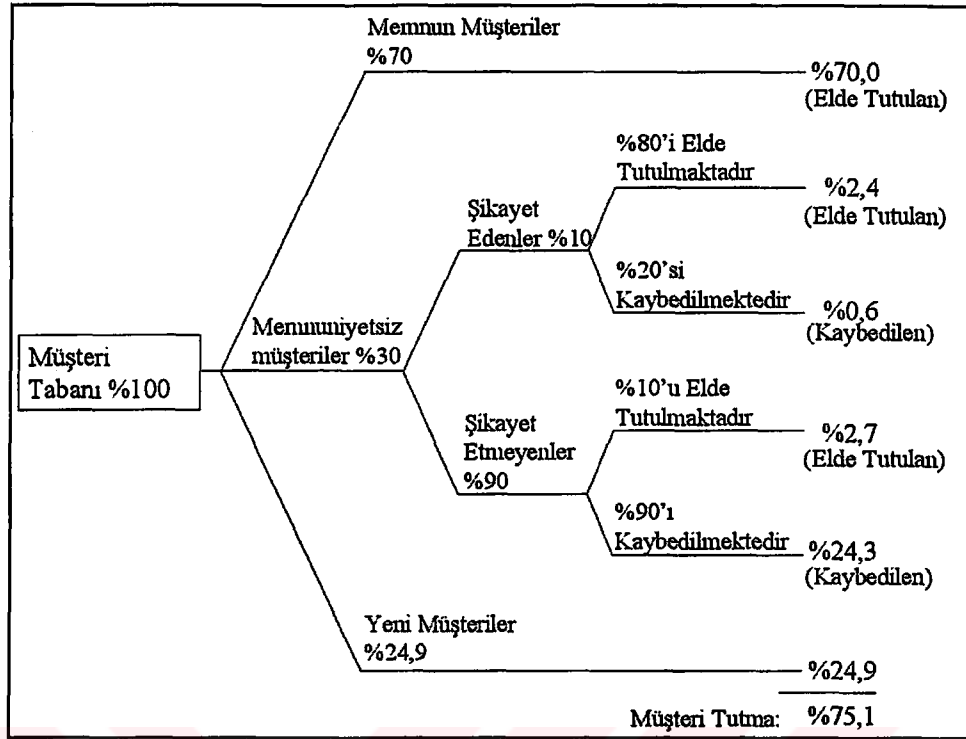 Memnun Müşteriler
%70
%70,0
(Elde Tutulan)
%80'i Elde
Tutulmaktadır
%2,4
(Elde Tutulan)
Şikayet
Edenler %10
%20'si
Kaybedilmektedir
%0,6
(Kaybedilen)
Memnuniyetsiz
müşteriler %30
Müşteri
Tabanı %100
%10'u Elde
Tutulmaktadır
%2,7
(Elde Tutulan)
Şikayet
Etmeyenler
%90
%90'ı
Kaybedilmektedir
%24,3
(Kaybedilen)
Yeni Müşteriler
%24,9
%24,9
Müşteri Tutma: %75,1